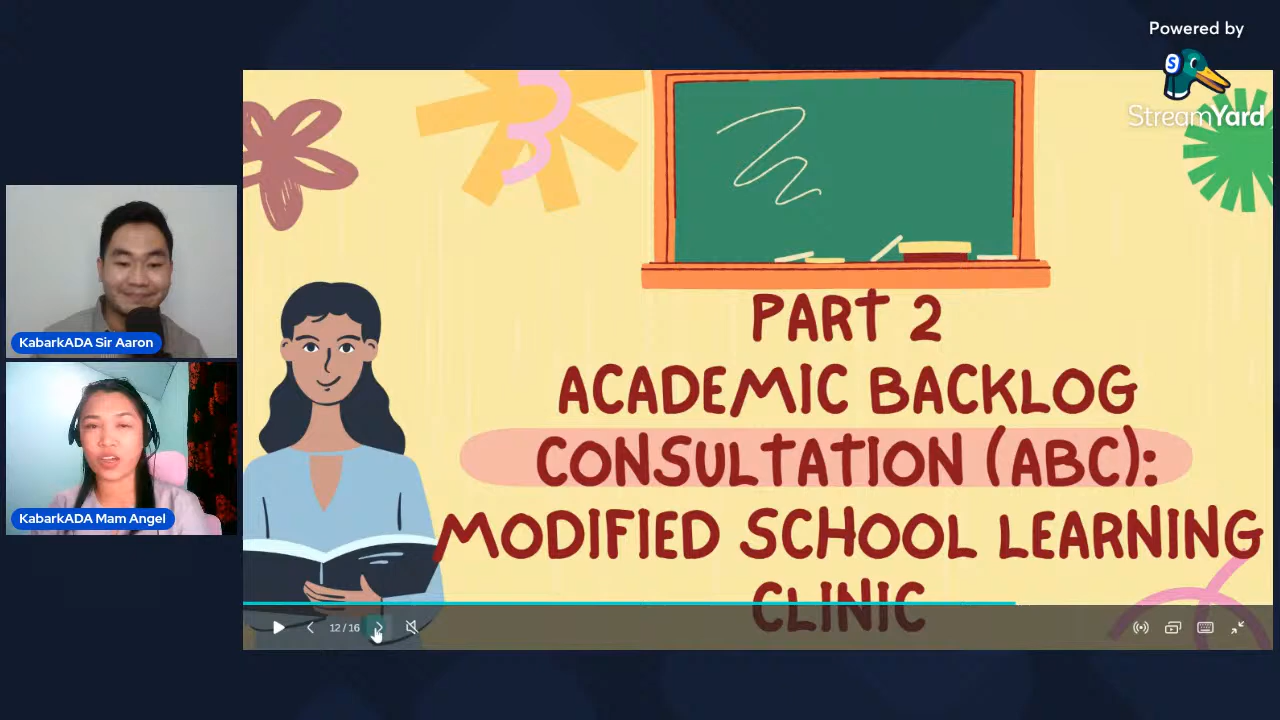 Powered by
S
StreamYard
PART 2
ACADEMIC BACKLOG
CONSULTATION (ABC):
MODIFIED SCHOOL LEARNING
CLINIC
KabarkADA Sir Aaron
KabarkADA Mam Angel
12 / 16